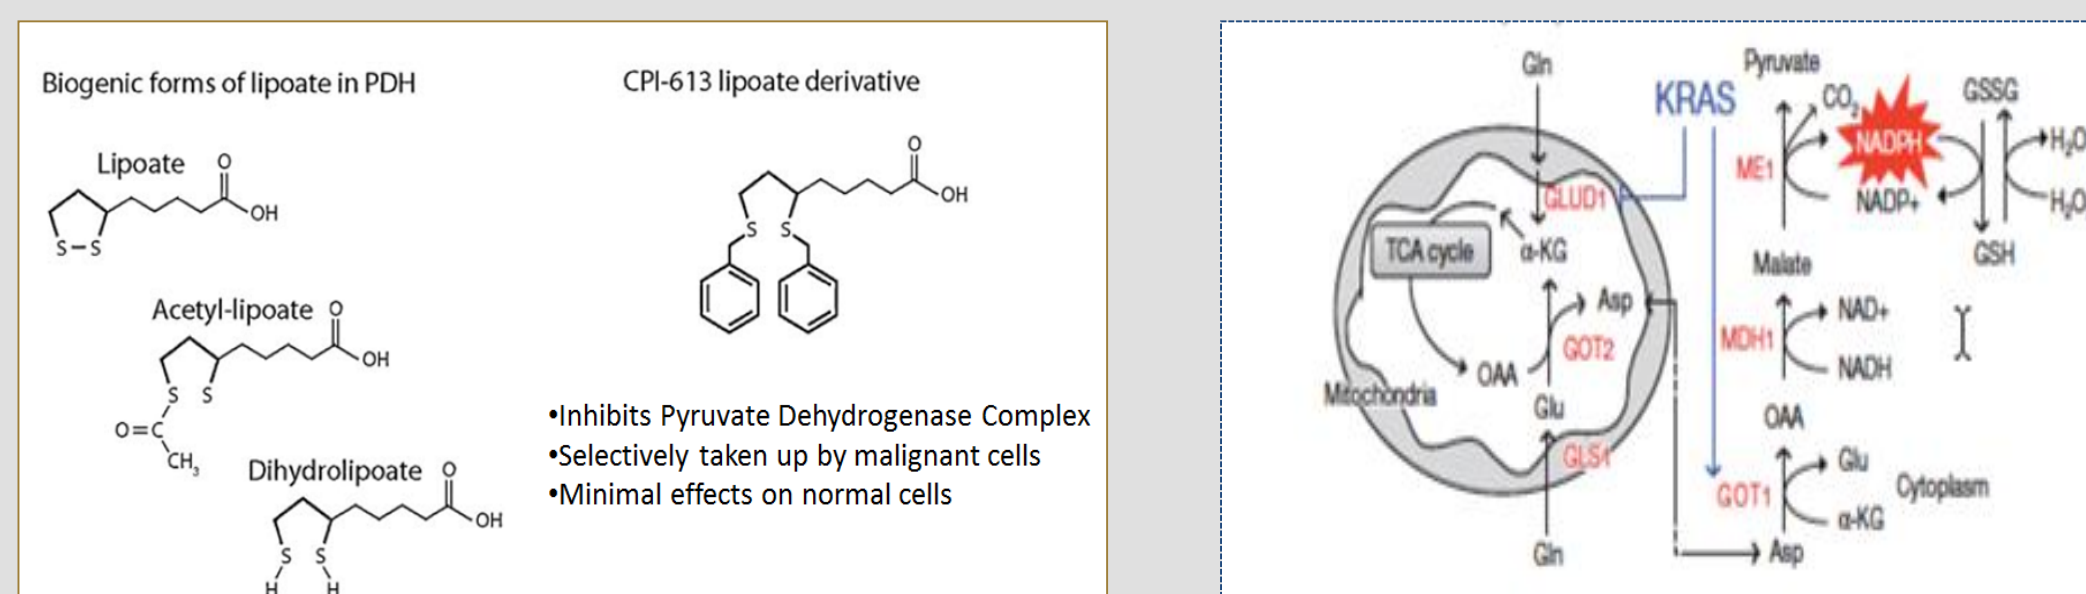 Biogenic forms of lipoate in PDH
Lipoate
O
OH
S–S
Acetyl-lipoate
O
OH
S S
O=C
CH3
Dihydrolipoate
O
OH
S S
H H
CPI-613 lipoate derivative
O
OH
S S
•Inhibits Pyruvate Dehydrogenase Complex
•Selectively taken up by malignant cells
•Minimal effects on normal cells
Gln
GLUD1
TCA cycle
α-KG
Asp
GOT2
OAA
Mitochondria
Glu
GLS1
Gln
KRAS
Pyruvate
CO2
NADPH
GSSG
H2O
ME1
NADP+
H2O
Malate
GSH
NAD+
MDH1
NADH
OAA
Glu
GOT1
Cytoplasm
α-KG
Asp